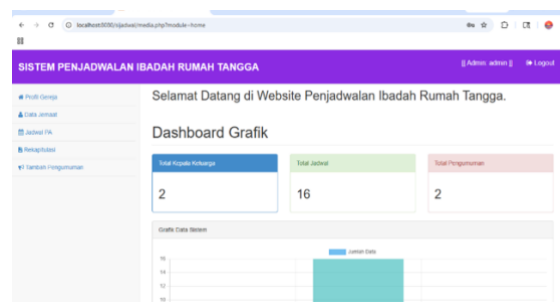 localhost:8080/sijadwal/media.php?module=home
SISTEM PENJADWALAN IBADAH RUMAH TANGGA
|| Admin: admin ||
Logout
Profil Gereja
Data Jemaat
Jadwal PA
Rekapitulasi
Tambah Pengumuman
Selamat Datang di Website Penjadwalan Ibadah Rumah Tangga.
Dashboard Grafik
Total Kepala Keluarga
Total Jadwal
Total Pengumuman
2
16
2
Grafik Data Sistem
Jumlah Data
16
14
12
10